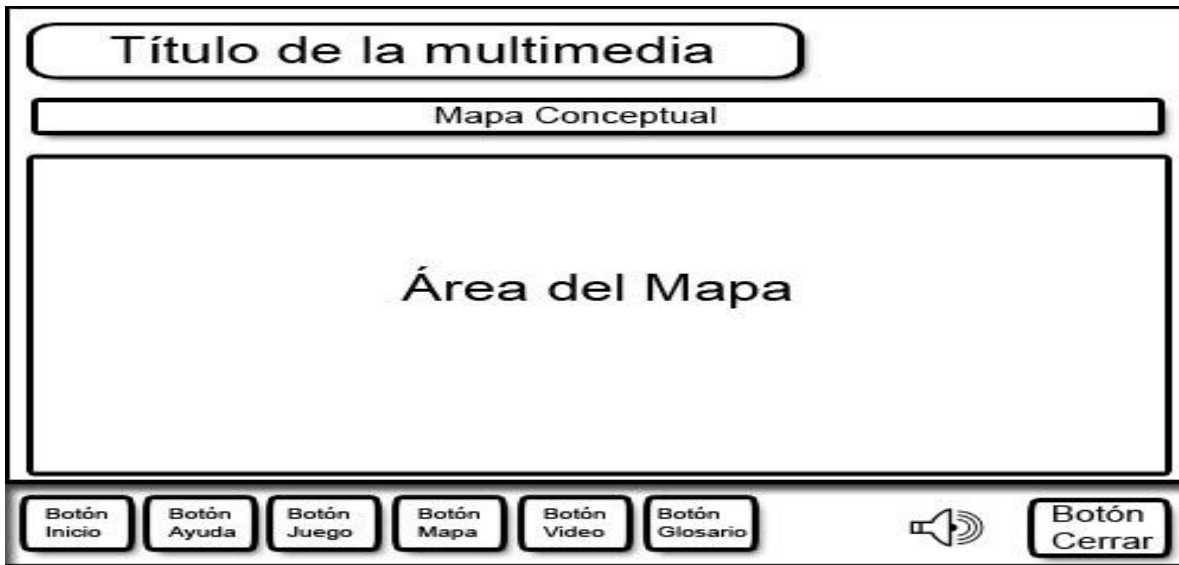 Título de la multimedia
Mapa Conceptual
Área del Mapa
Botón
Inicio
Botón
Ayuda
Botón
Juego
Botón
Mapa
Botón
Video
Botón
Glosario
Botón
Cerrar